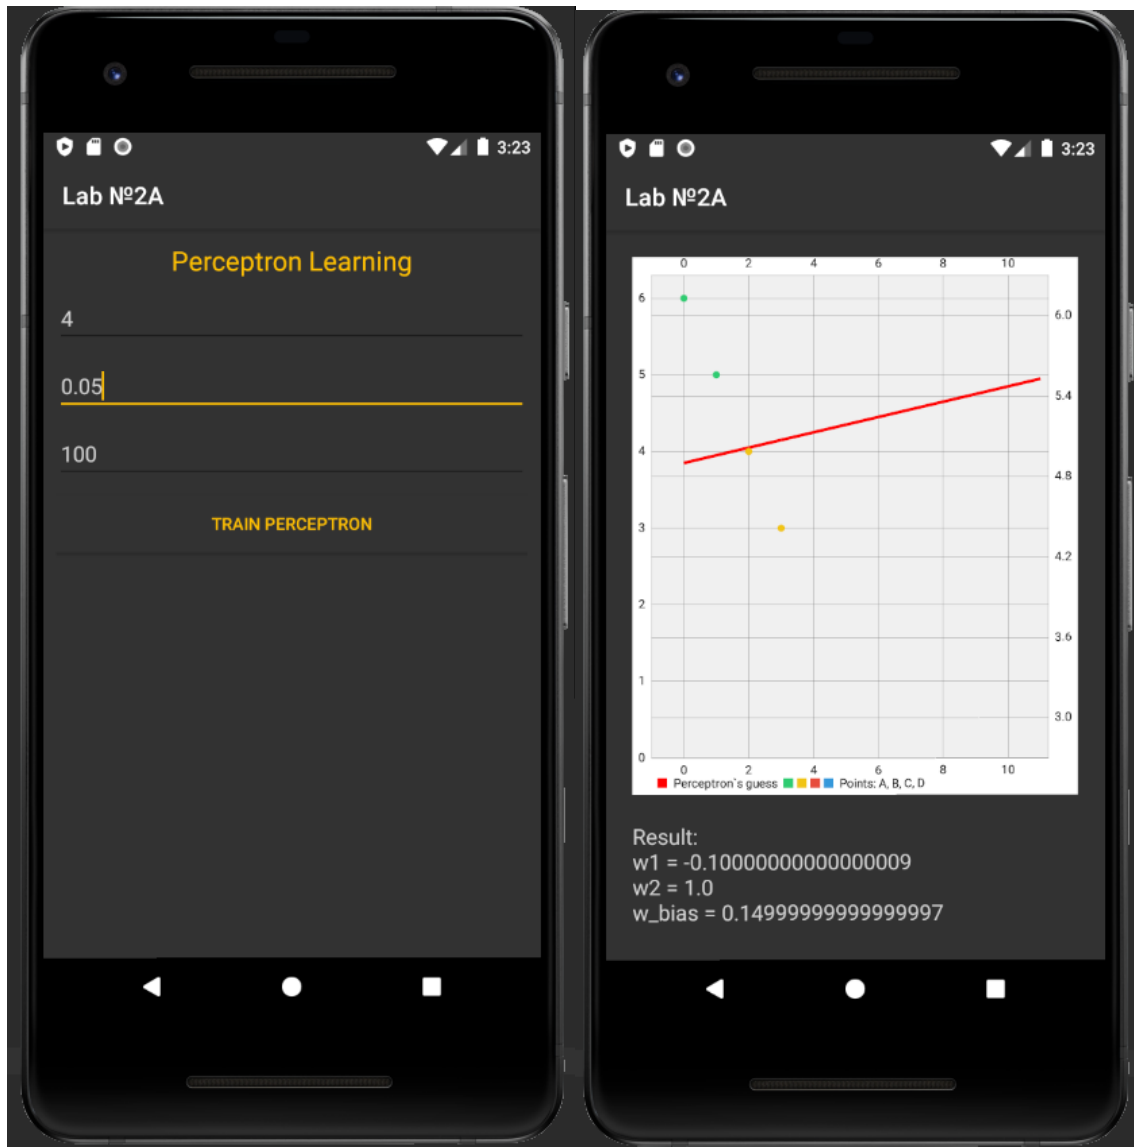 3:23
Lab №2A
Perceptron Learning
4
0.05
100
TRAIN PERCEPTRON
3:23
Lab №2A
0 2 4 6 8 10
6
6.0
5
5.4
4
4.8
3
4.2
2
3.6
1
3.0
0
0 2 4 6 8 10
Perceptron`s guess Points: A, B, C, D
Result:
w1 = -0.10000000000000009
w2 = 1.0
w_bias = 0.14999999999999997